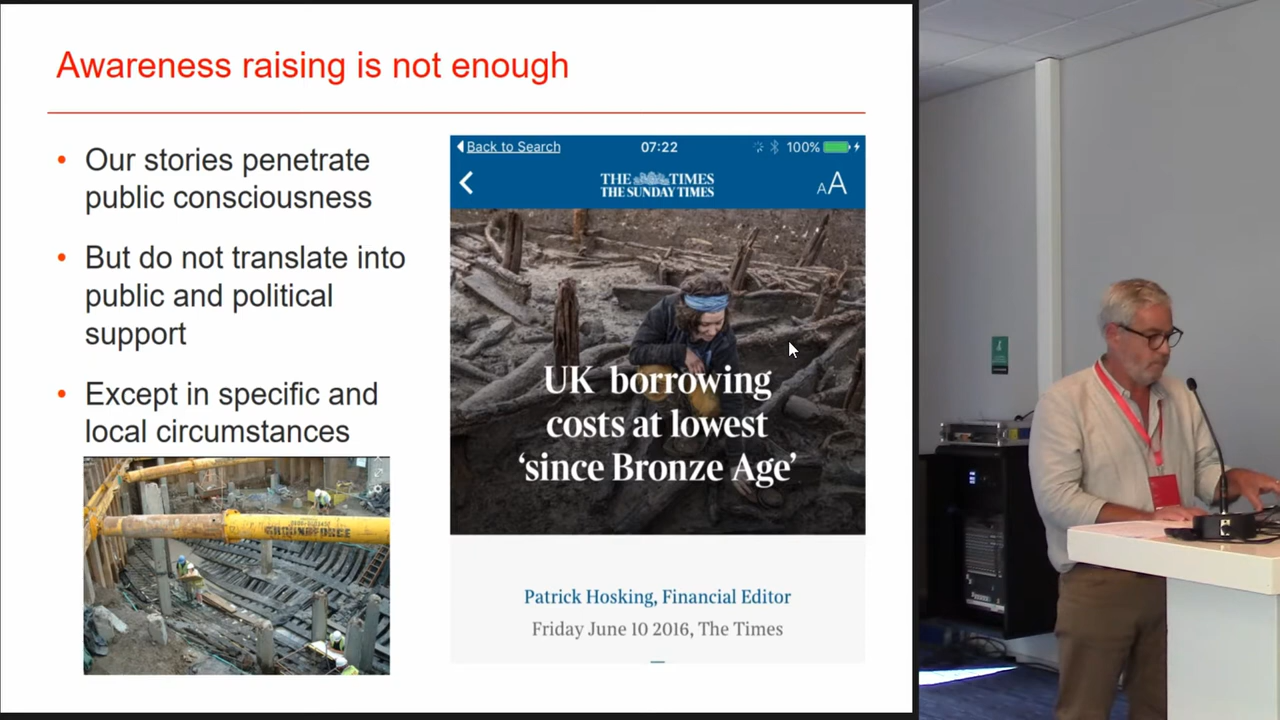 Awareness raising is not enough
• Our stories penetrate
public consciousness
• But do not translate into
public and political
support
• Except in specific and
local circumstances
GROUNDFORCE
Back to Search
07:22
100%
THE TIMES
THE SUNDAY TIMES
AA
UK borrowing
costs at lowest
‘since Bronze Age’
Patrick Hosking, Financial Editor
Friday June 10 2016, The Times